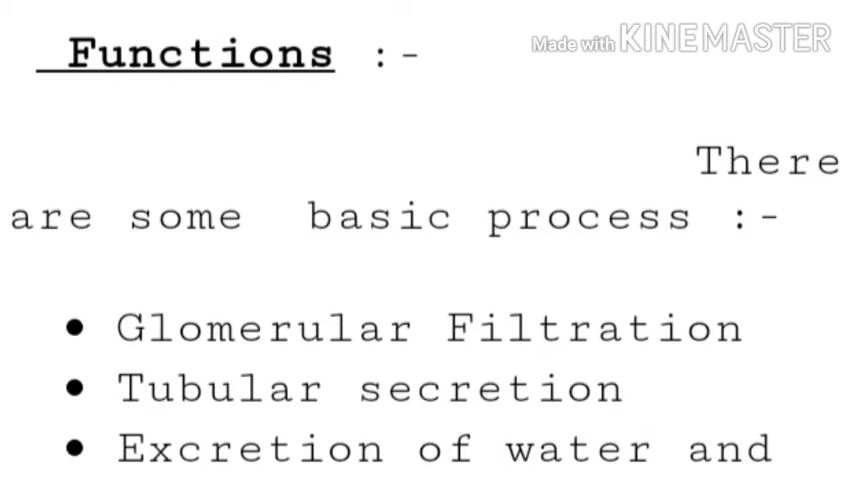 Functions :-
Made with KINEMASTER
There
are some basic process :-
• Glomerular Filtration
• Tubular secretion
• Excretion of water and